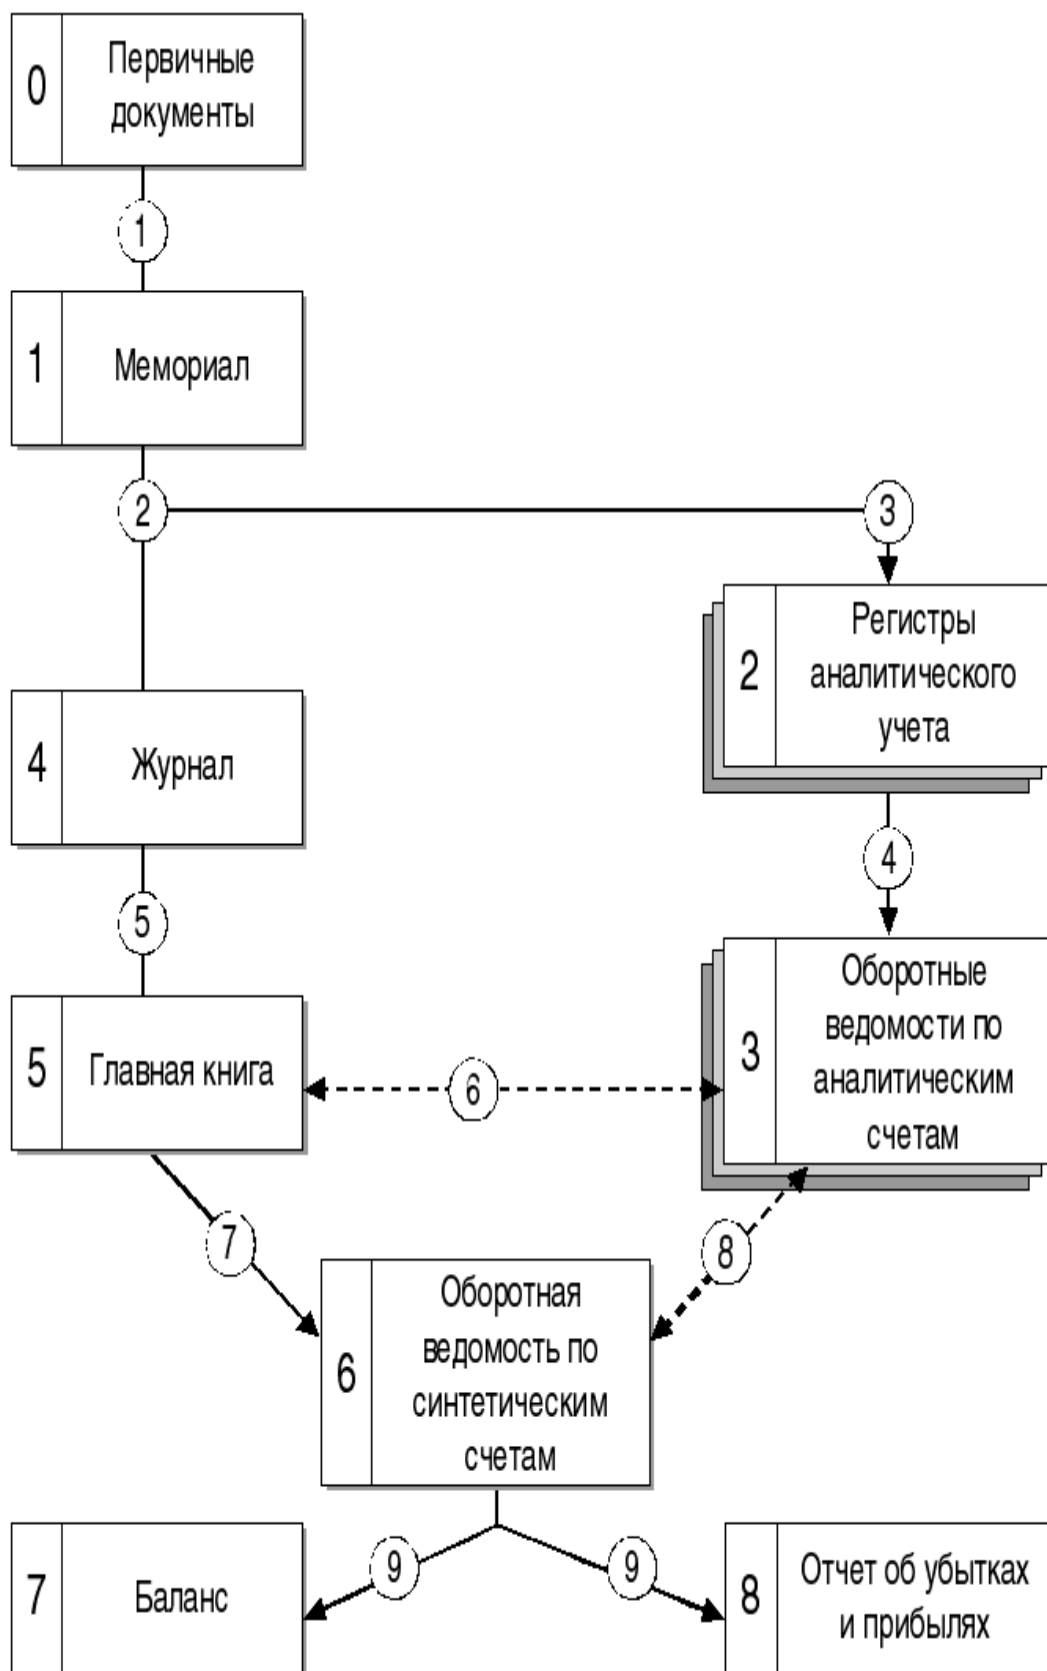 0
Первичные
документы
1
1
Мемориал
2
3
2
Регистры
аналитического
учета
4
Журнал
4
5
3
Оборотные
ведомости по
аналитическим
счетам
5
Главная книга
6
7
8
6
Оборотная
ведомость по
синтетическим
счетам
9
9
7
Баланс
8
Отчет об убытках
и прибылях